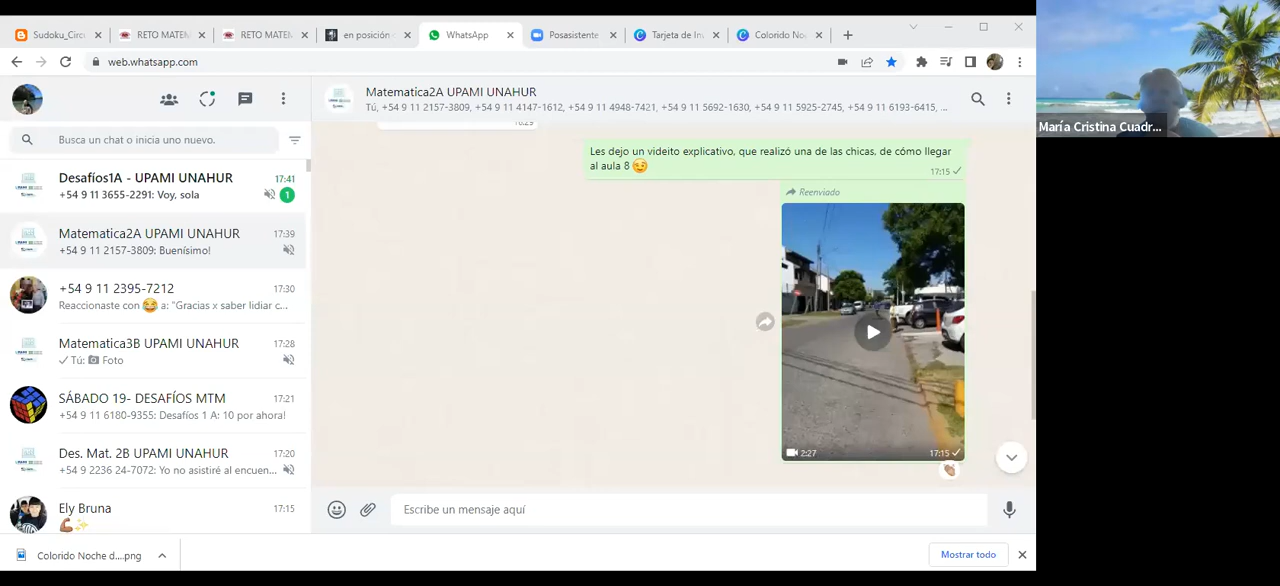 Sudoku_Circ
RETO MATEM
RETO MATEM
en posición
WhatsApp
Posasistente
Tarjeta de Inv
Colorido Noc
web.whatsapp.com
Matematica2A UPAMI UNAHUR
Tú, +54 9 11 2157-3809, +54 9 11 4147-1612, +54 9 11 4948-7421, +54 9 11 5692-1630, +54 9 11 5925-2745, +54 9 11 6193-6415, ...
María Cristina Cuadr...
Busca un chat o inicia uno nuevo.
16:29
Desafíos1A - UPAMI UNAHUR 17:41
+54 9 11 3655-2291: Voy, sola 1
Matematica2A UPAMI UNAHUR 17:39
+54 9 11 2157-3809: Buenísimo!
+54 9 11 2395-7212 17:30
Reaccionaste con 😂 a: "Gracias x saber lidiar c...
Matematica3B UPAMI UNAHUR 17:28
Tú: Foto
SÁBADO 19- DESAFÍOS MTM 17:21
+54 9 11 6180-9355: Desafíos 1 A: 10 por ahora!
Des. Mat. 2B UPAMI UNAHUR 17:20
+54 9 2236 24-7072: Yo no asistiré al encuen...
Ely Bruna 17:15
💪🏽✨
Les dejo un videito explicativo, que realizó una de las chicas, de cómo llegar
al aula 8 😉
17:15
Reenviado
2:27 17:15
Escribe un mensaje aquí
Colorido Noche d....png
Mostrar todo